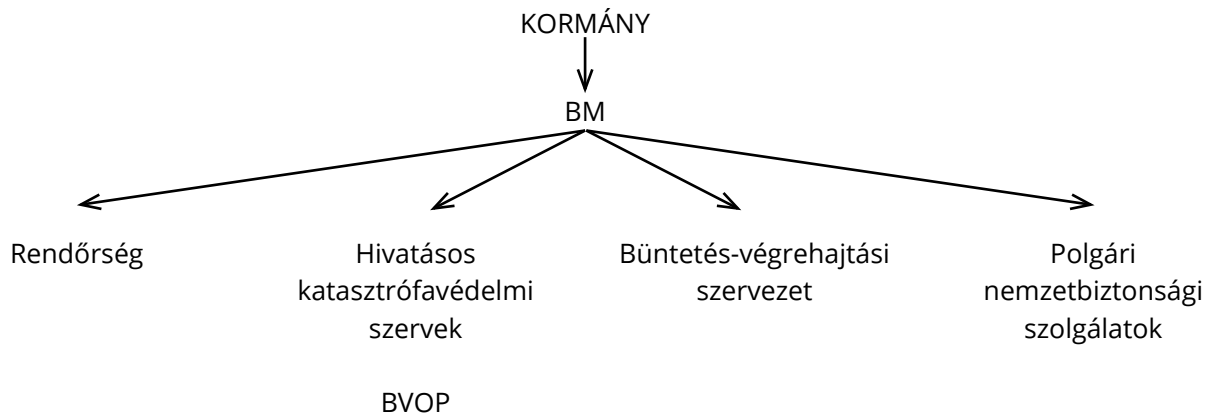 KORMÁNY
BM
Rendőrség
Hivatásos
katasztrófavédelmi
szervek
Büntetés-végrehajtási
szervezet
Polgári
nemzetbiztonsági
szolgálatok
BVOP